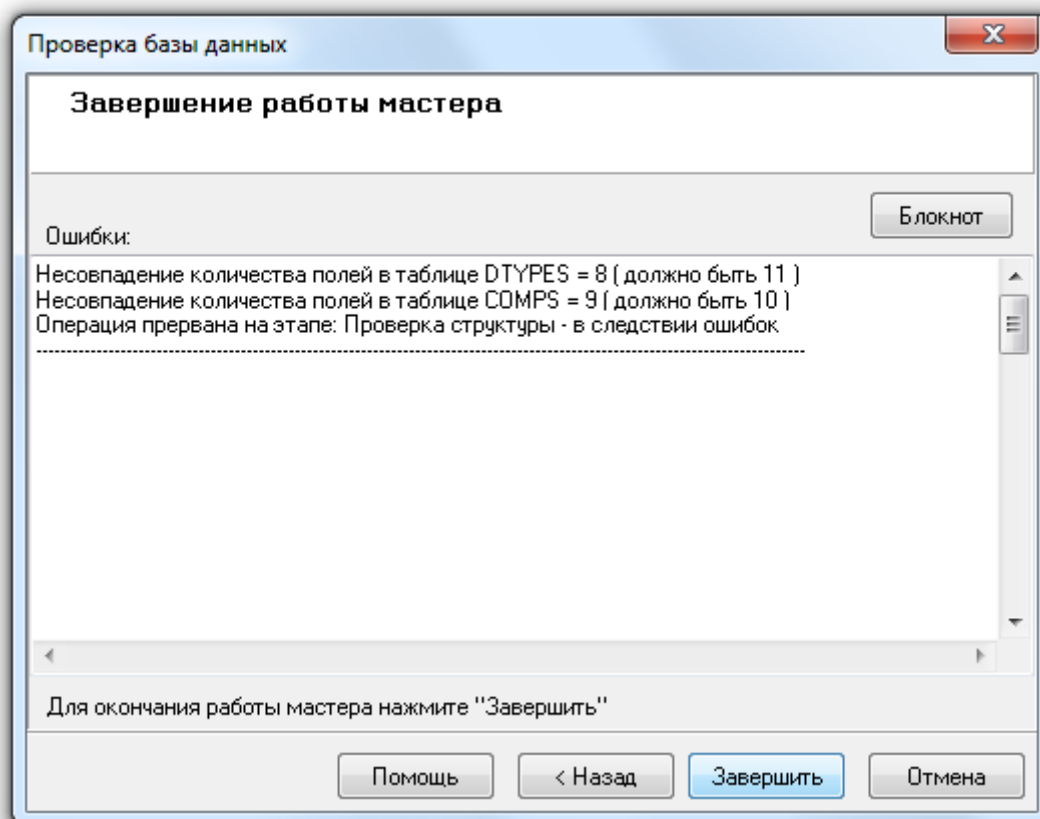 Проверка базы данных
Завершение работы мастера
Блокнот
Ошибки:
Несовпадение количества полей в таблице DTYPES = 8 ( должно быть 11 )
Несовпадение количества полей в таблице COMPS = 9 ( должно быть 10 )
Операция прервана на этапе: Проверка структуры - в следствии ошибок
--------------------------------------------------------------------------------
Для окончания работы мастера нажмите "Завершить"
Помощь < Назад Завершить Отмена